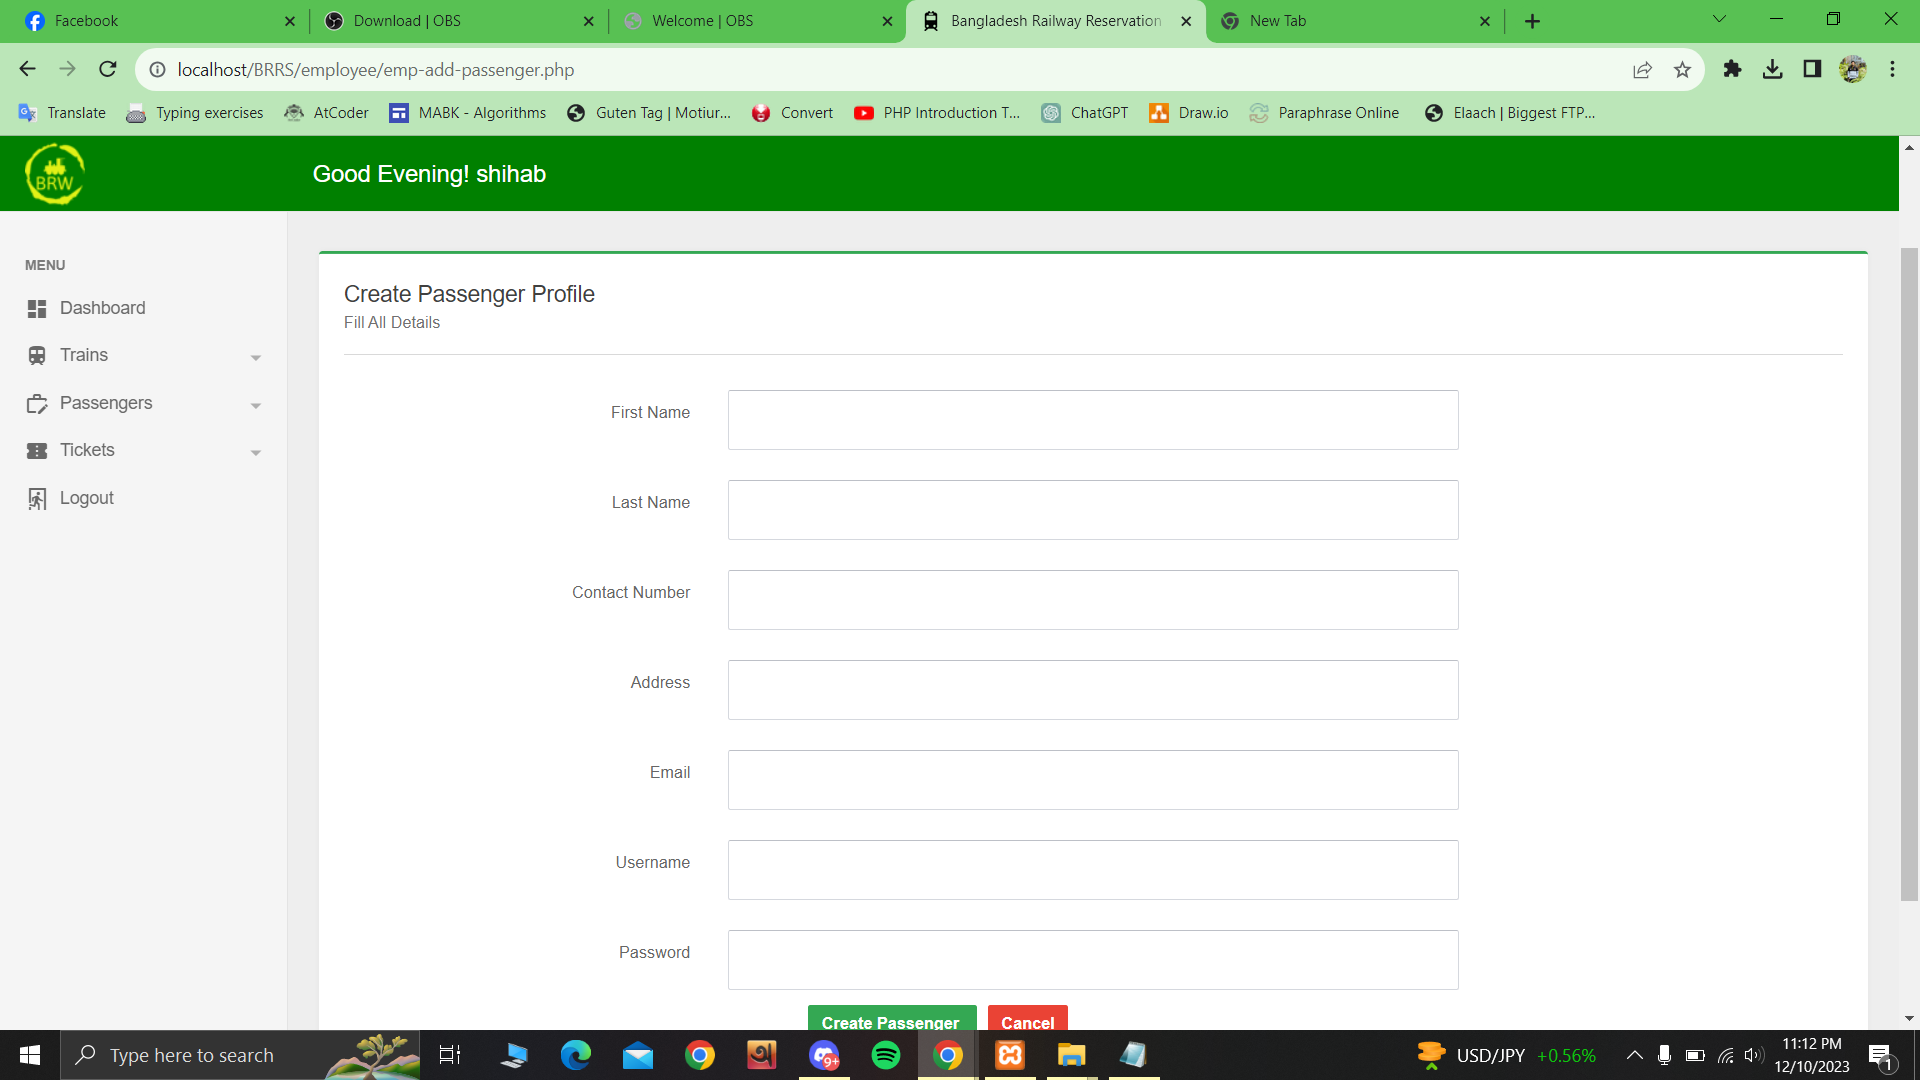 Facebook
Download | OBS
Welcome | OBS
Bangladesh Railway Reservation
New Tab
localhost/BRRS/employee/emp-add-passenger.php
Translate
Typing exercises
AtCoder
MABK - Algorithms
Guten Tag | Motiur...
Convert
PHP Introduction T...
ChatGPT
Draw.io
Paraphrase Online
Elaach | Biggest FTP...
BRW
Good Evening! shihab
MENU
Dashboard
Trains
Passengers
Tickets
Logout
Create Passenger Profile
Fill All Details
First Name
Last Name
Contact Number
Address
Email
Username
Password
Create Passenger
Cancel
Type here to search
9+
USD/JPY +0.56%
11:12 PM
12/10/2023
1